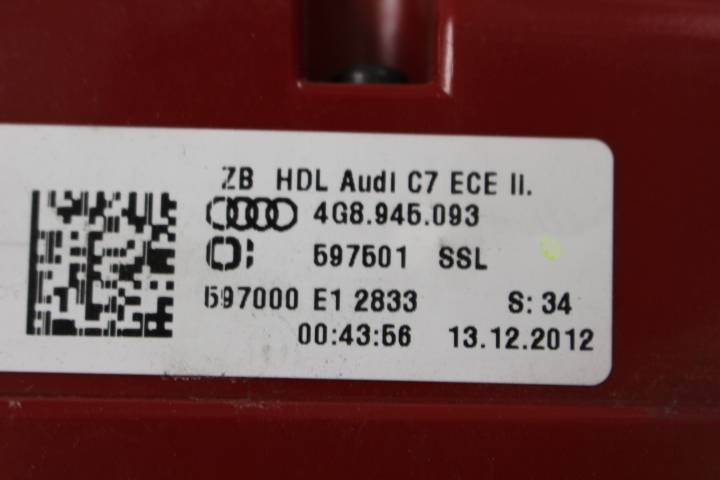 ZB HDL Audi C7 ECE li.
4G8.945.093
597501 SSL
597000 E1 2833 S: 34
00:43:56 13.12.2012